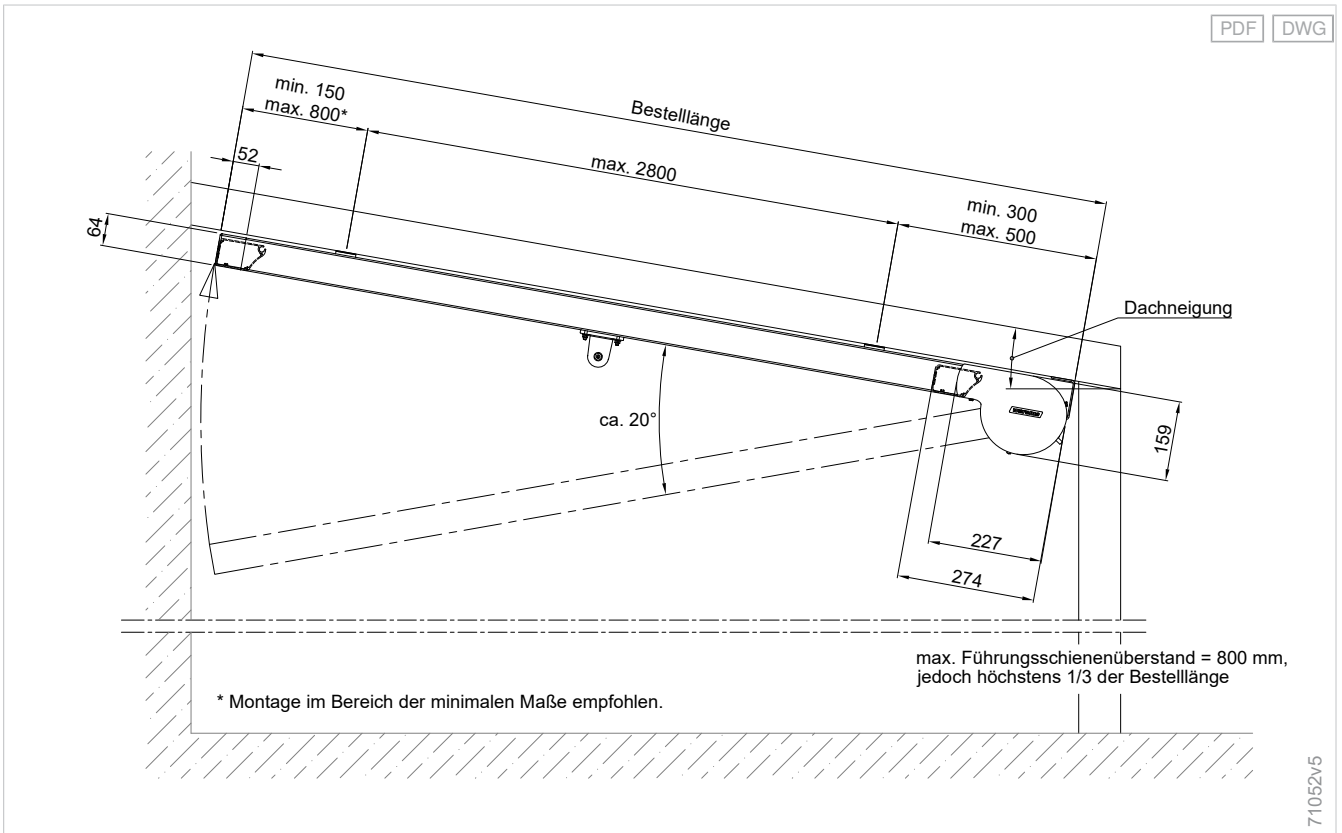 PDF DWG
min. 150
max. 800*
Bestelllänge
52
max. 2800
min. 300
max. 500
64
Dachneigung
ca. 20°
159
227
274
max. Führungsschienenüberstand = 800 mm,
jedoch höchstens 1/3 der Bestelllänge
* Montage im Bereich der minimalen Maße empfohlen.
71052v5